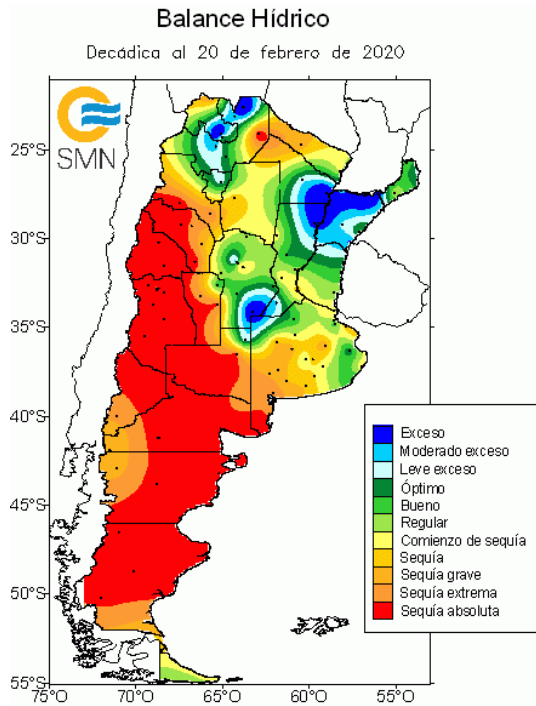 Balance Hídrico
Decádica al 20 de febrero de 2020
SMN
25°S
30°S
35°S
40°S
45°S
50°S
55°S
75°O 70°O 65°O 60°O 55°O
Exceso
Moderado exceso
Leve exceso
Óptimo
Bueno
Regular
Comienzo de sequía
Sequía
Sequía grave
Sequía extrema
Sequía absoluta